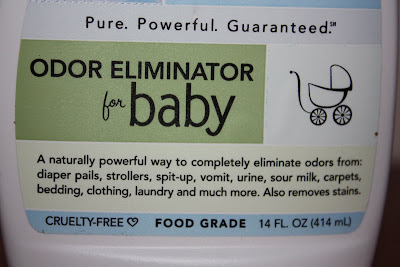 Pure. Powerful. Guaranteed.℠
ODOR ELIMINATOR
for baby
A naturally powerful way to completely eliminate odors from:
diaper pails, strollers, spit-up, vomit, urine, sour milk, carpets,
bedding, clothing, laundry and much more. Also removes stains.
CRUELTY-FREE ♡ FOOD GRADE 14 FL. OZ (414 mL)